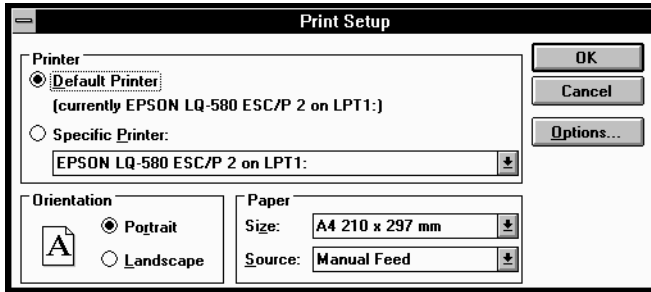 Print Setup
Printer
Default Printer
(currently EPSON LQ-580 ESC/P 2 on LPT1:)
Specific Printer:
EPSON LQ-580 ESC/P 2 on LPT1:
OK
Cancel
Options...
Orientation
A
Portrait
Landscape
Paper
Size: A4 210 x 297 mm
Source: Manual Feed